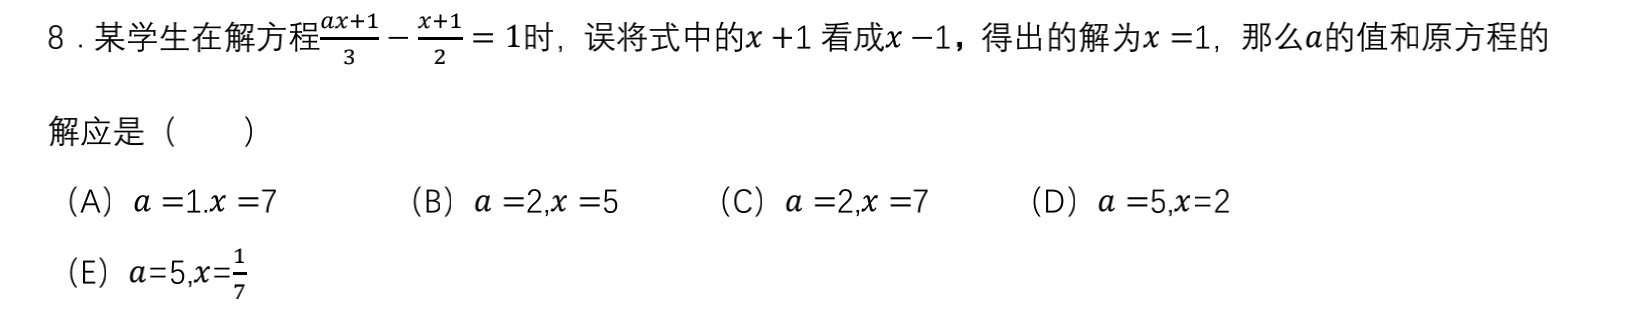 8．某学生在解方程$\frac{ax+1}{3}-\frac{x+1}{2}=1$时，误将式中的$x+1$看成$x-1$，得出的解为$x=1$，那么$a$的值和原方程的
解应是（　　）
（A）$a=1.x=7$　（B）$a=2,x=5$　（C）$a=2,x=7$　（D）$a=5,x=2$
（E）$a=5,x=\frac{1}{7}$